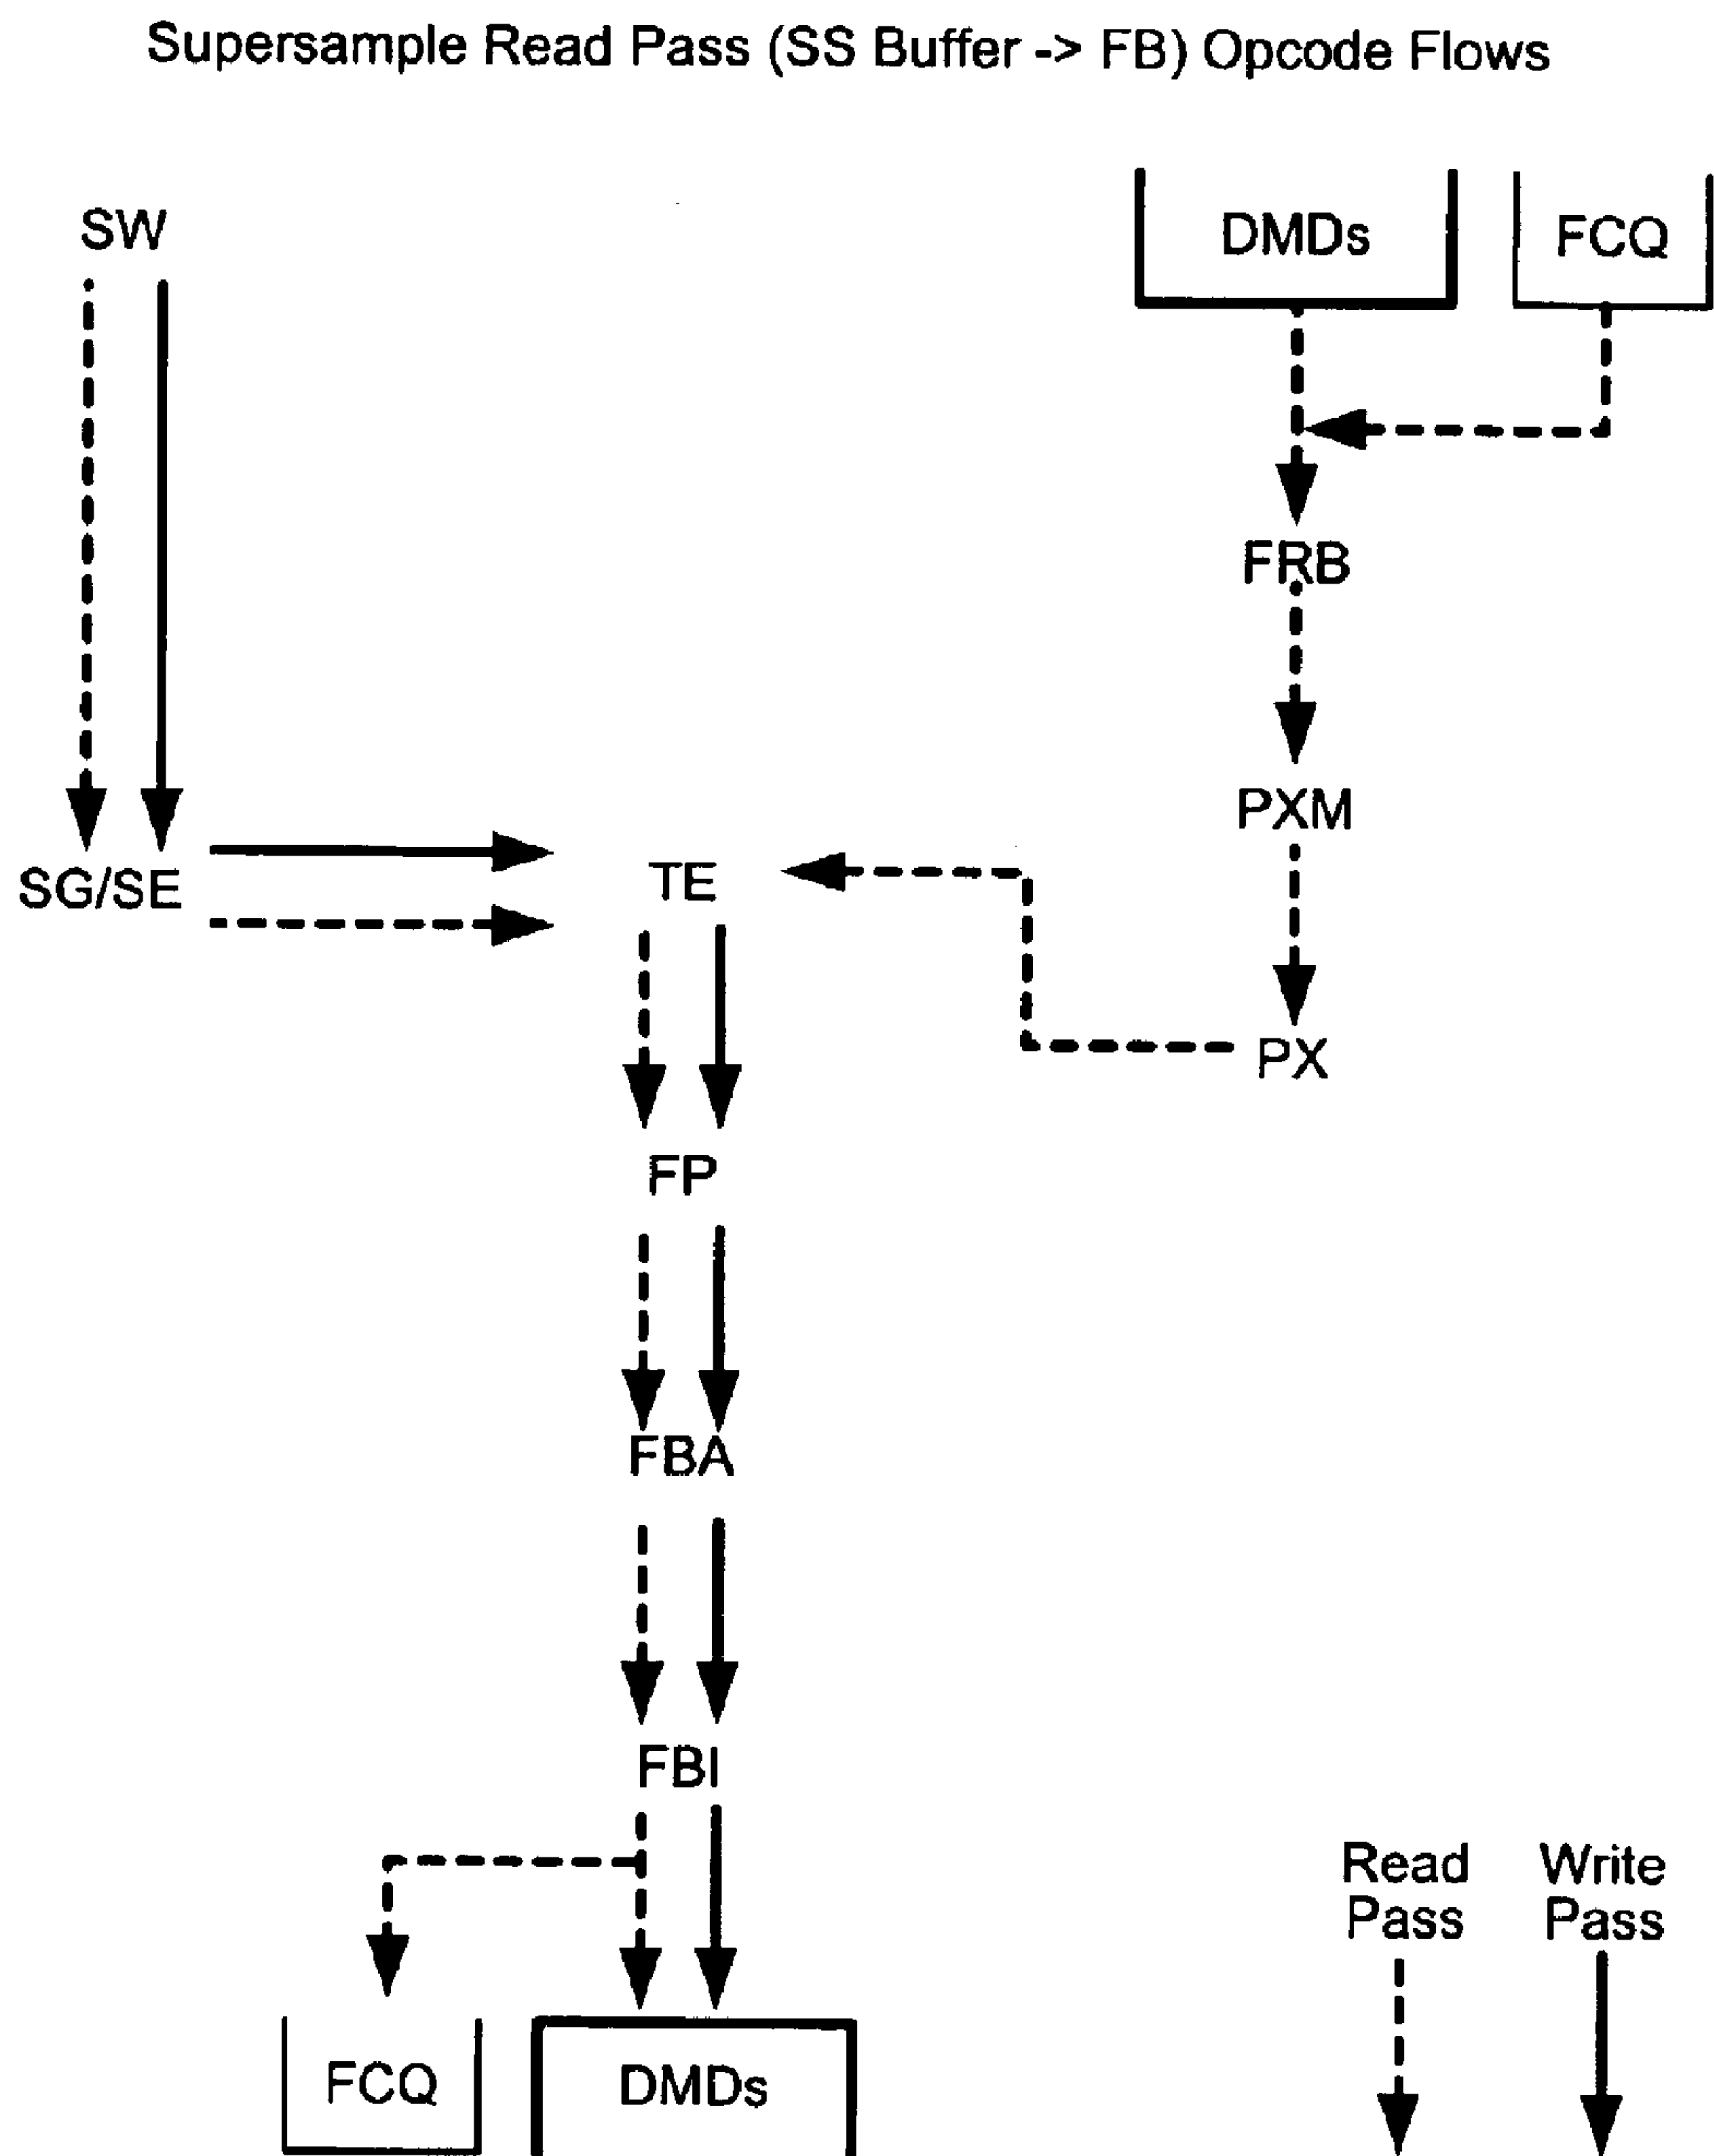 Supersample Read Pass (SS Buffer -> FB) Opcode Flows
SW
DMDs
FCQ
FRB
PXM
SG/SE
TE
PX
FP
FBA
FBI
Read
Pass
Write
Pass
FCQ
DMDs